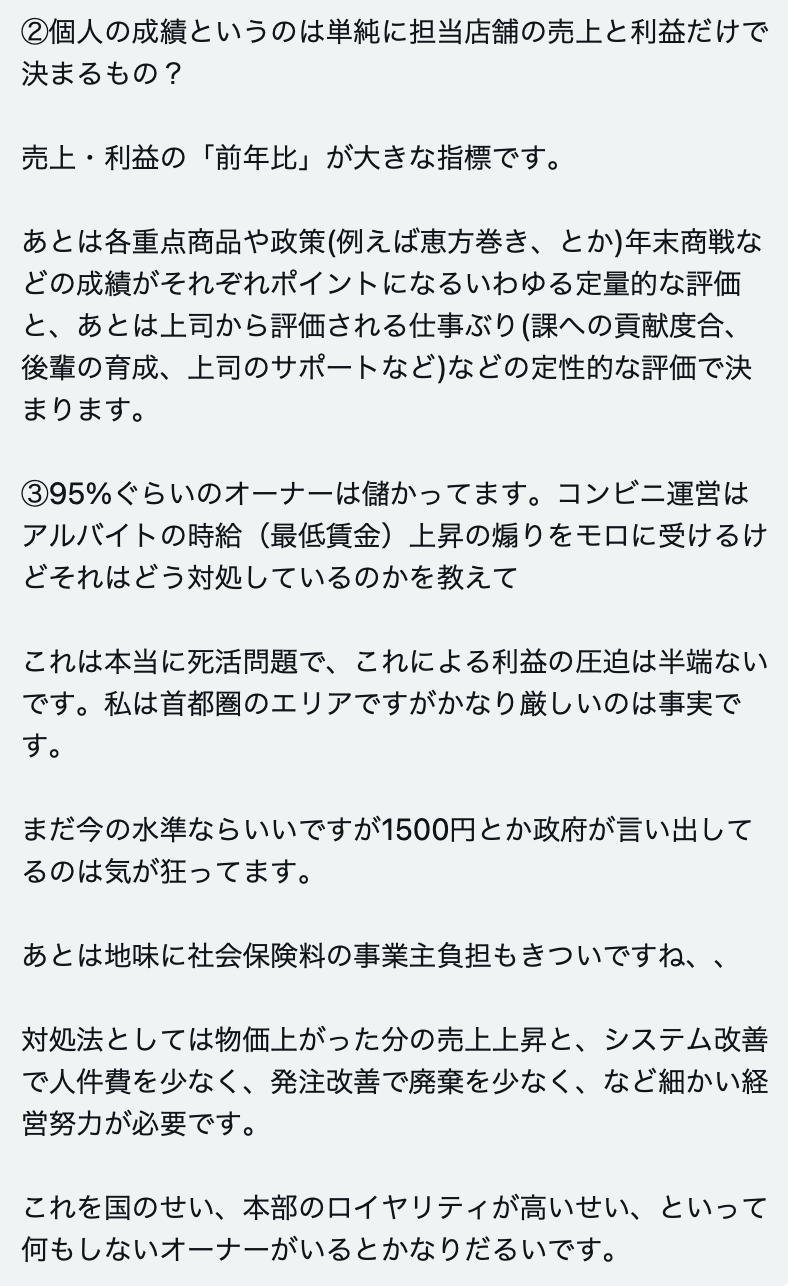 ②個人の成績というのは単純に担当店舗の売上と利益だけで
決まるもの？
売上・利益の「前年比」が大きな指標です。
あとは各重点商品や政策(例えば恵方巻き、とか)年末商戦な
どの成績がそれぞれポイントになるいわゆる定量的な評価
と、あとは上司から評価される仕事ぶり(課への貢献度合、
後輩の育成、上司のサポートなど)などの定性的な評価で決
まります。
③95%ぐらいのオーナーは儲かってます。コンビニ運営は
アルバイトの時給（最低賃金）上昇の煽りをモロに受けるけ
どそれはどう対処しているのかを教えて
これは本当に死活問題で、これによる利益の圧迫は半端ない
です。私は首都圏のエリアですがかなり厳しいのは事実で
す。
まだ今の水準ならいいですが1500円とか政府が言い出して
るのは気が狂ってます。
あとは地味に社会保険料の事業主負担もきついですね、、
対処法としては物価上がった分の売上上昇と、システム改善
で人件費を少なく、発注改善で廃棄を少なく、など細かい経
営努力が必要です。
これを国のせい、本部のロイヤリティが高いせい、といって
何もしないオーナーがいるとかなりだるいです。